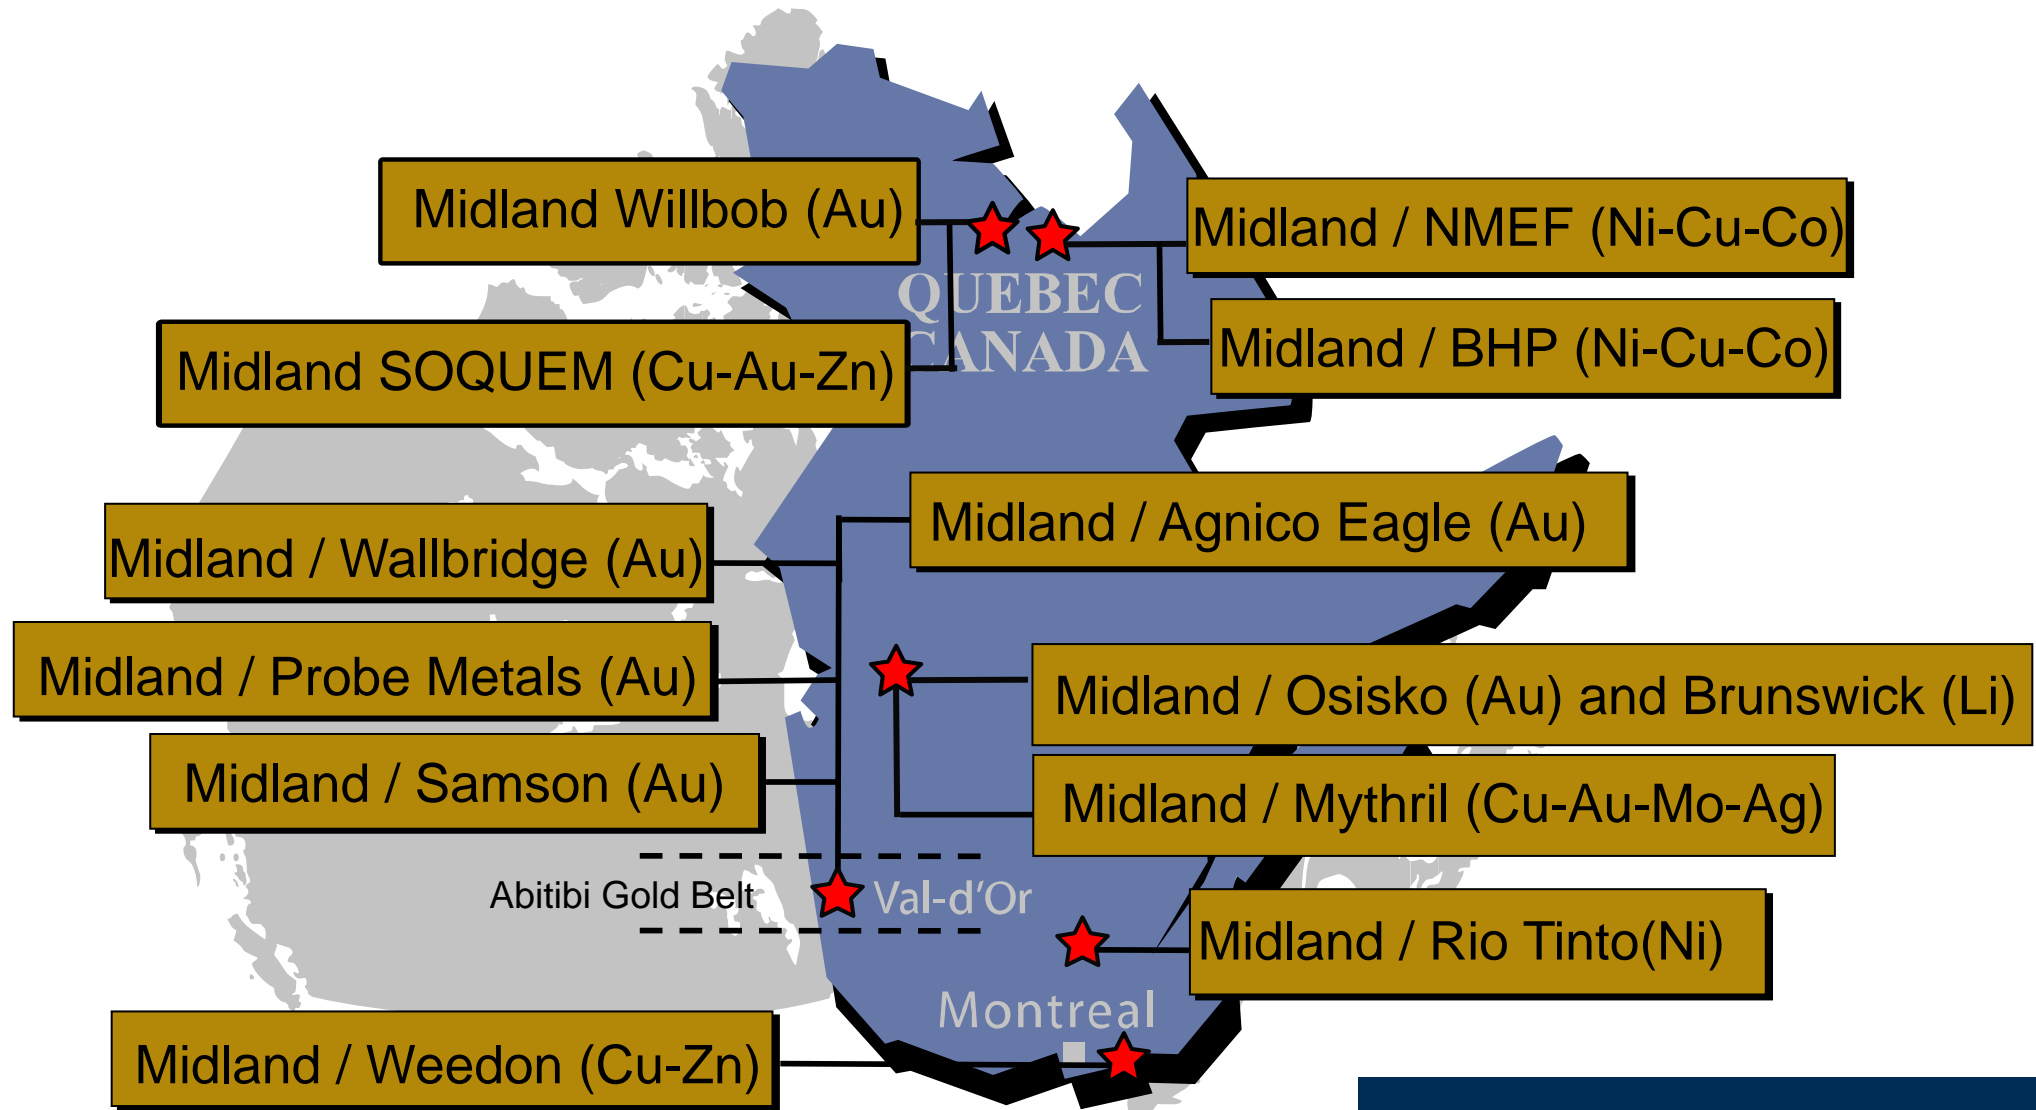 Midland Willbob (Au)
Midland / NMEF (Ni-Cu-Co)
QUEBEC
CANADA
Midland SOQUEM (Cu-Au-Zn)
Midland / BHP (Ni-Cu-Co)
Midland / Agnico Eagle (Au)
Midland / Wallbridge (Au)
Midland / Probe Metals (Au)
Midland / Osisko (Au) and Brunswick (Li)
Midland / Samson (Au)
Midland / Mythril (Cu-Au-Mo-Ag)
Abitibi Gold Belt
Val-d'Or
Midland / Rio Tinto(Ni)
Montreal
Midland / Weedon (Cu-Zn)